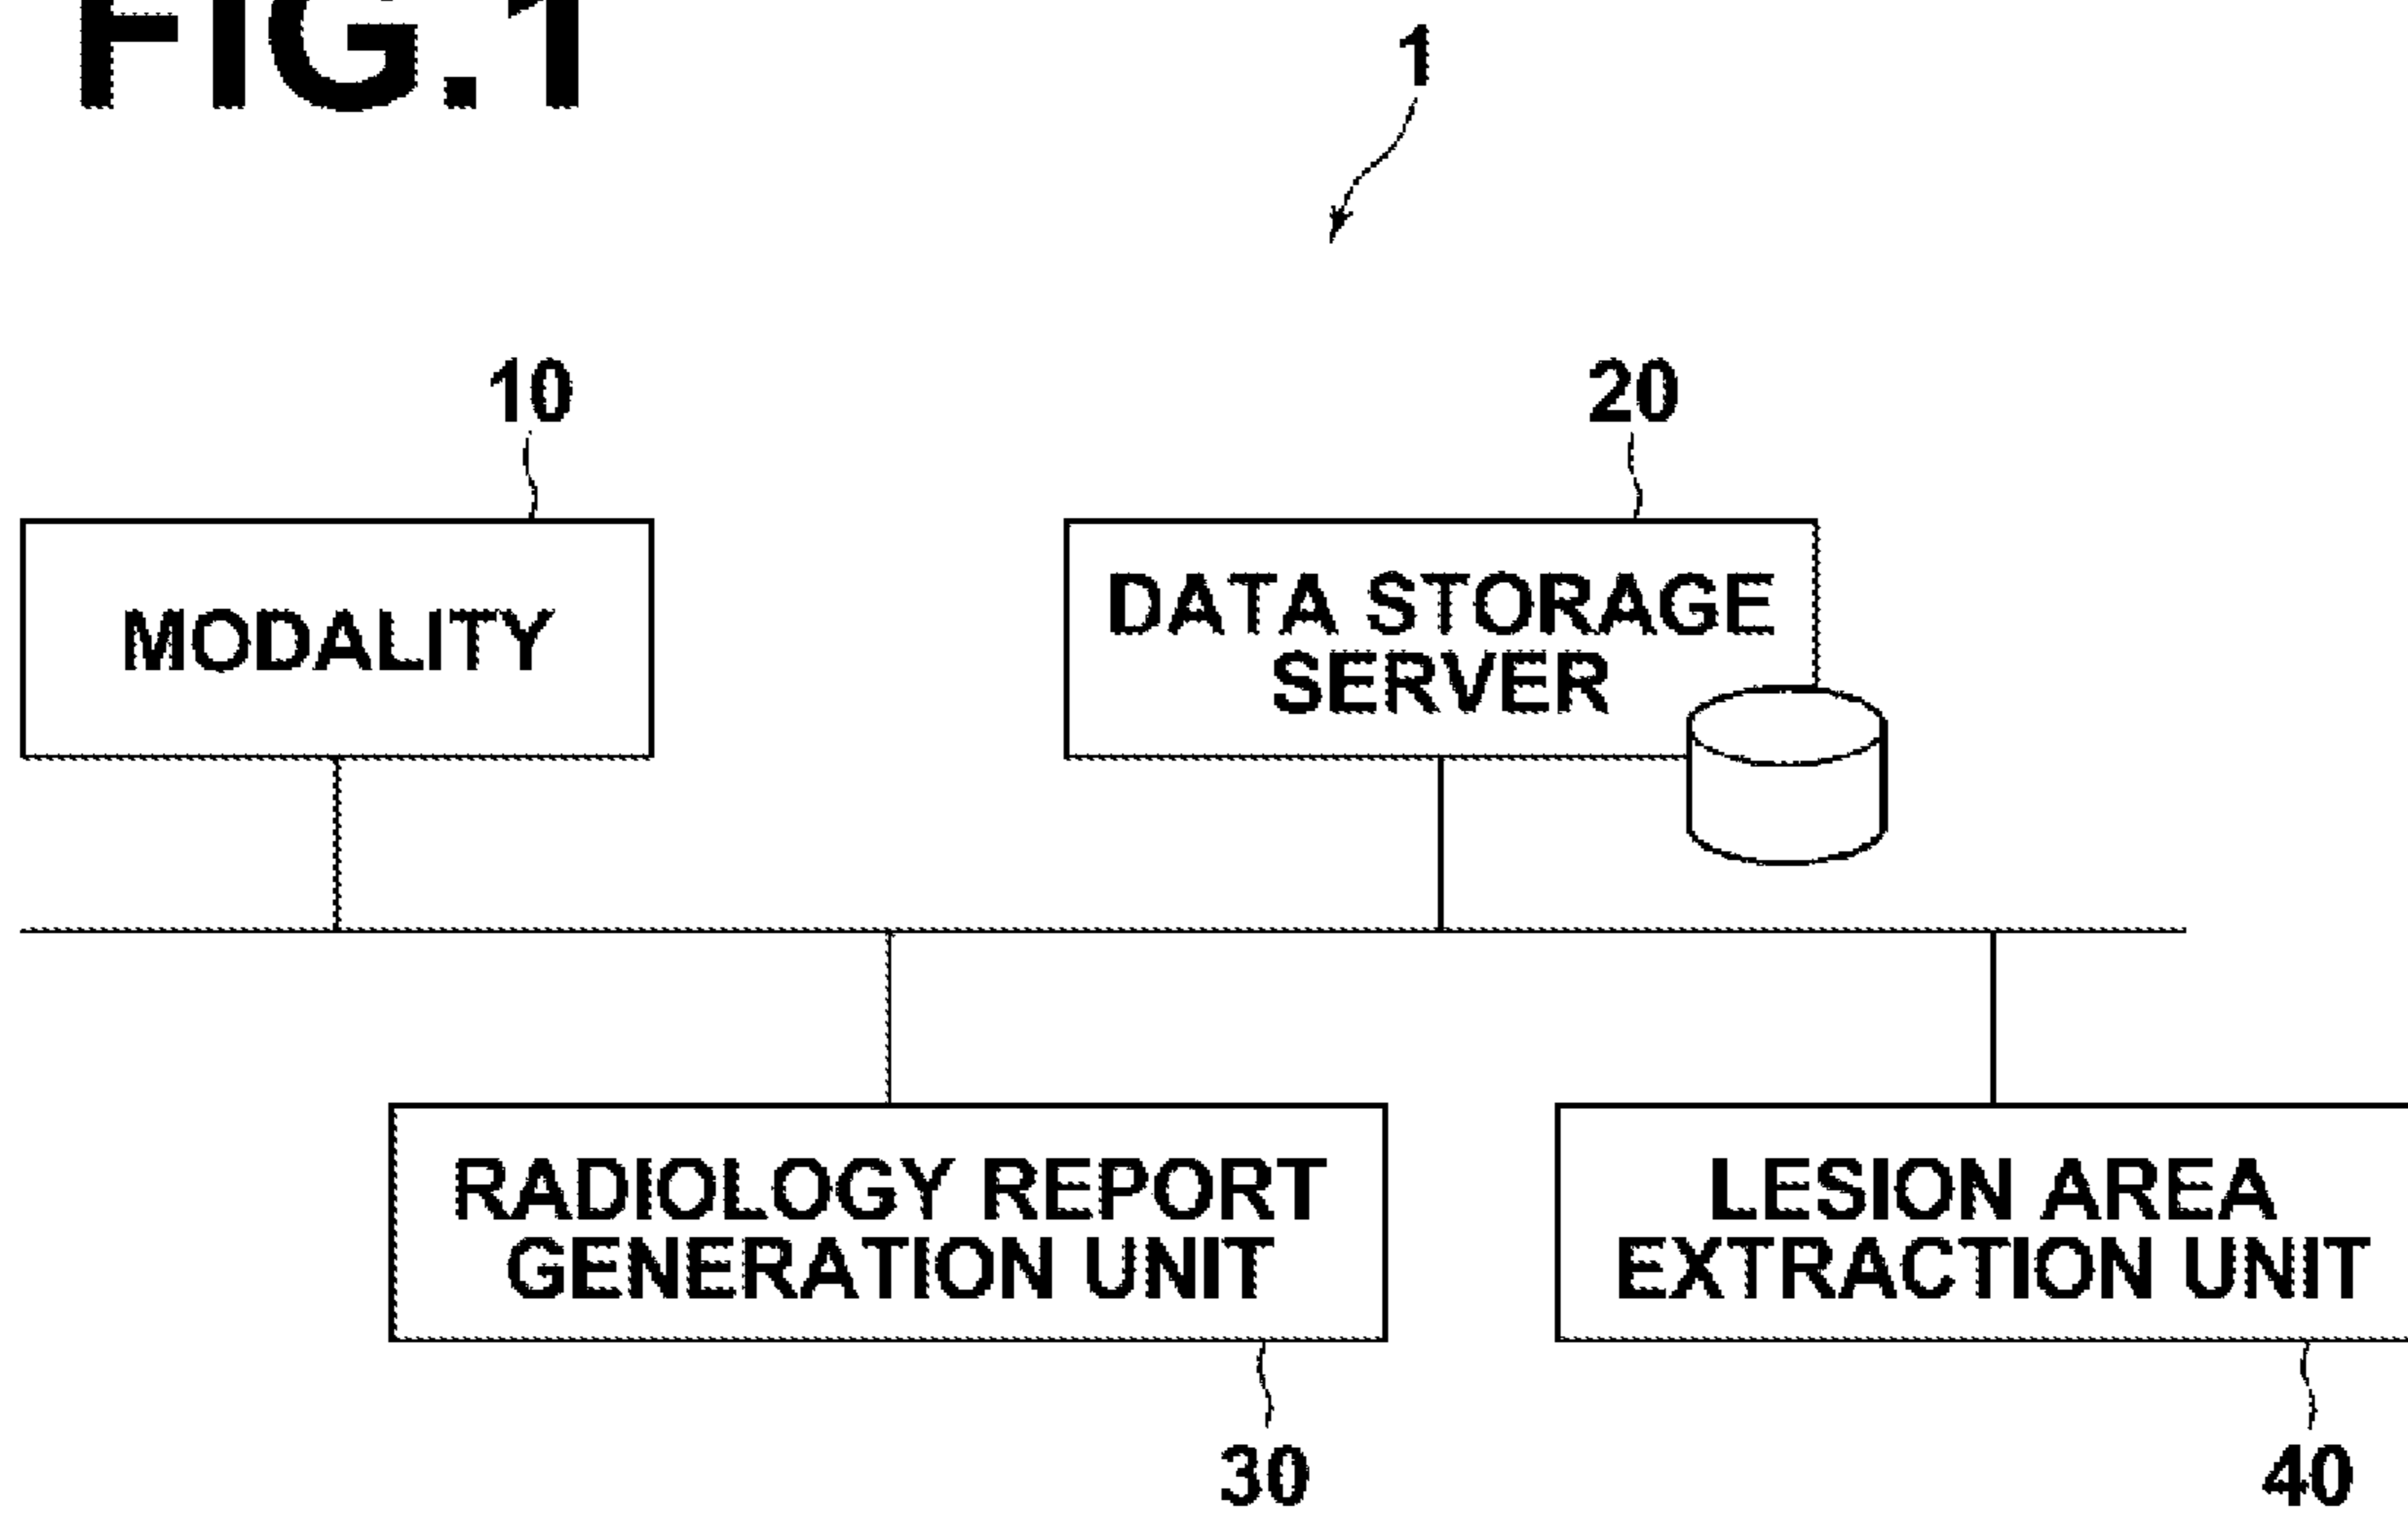 FIG.1
1
10
20
MODALITY
DATA STORAGE
SERVER
RADIOLOGY REPORT
GENERATION UNIT
LESION AREA
EXTRACTION UNIT
30
40